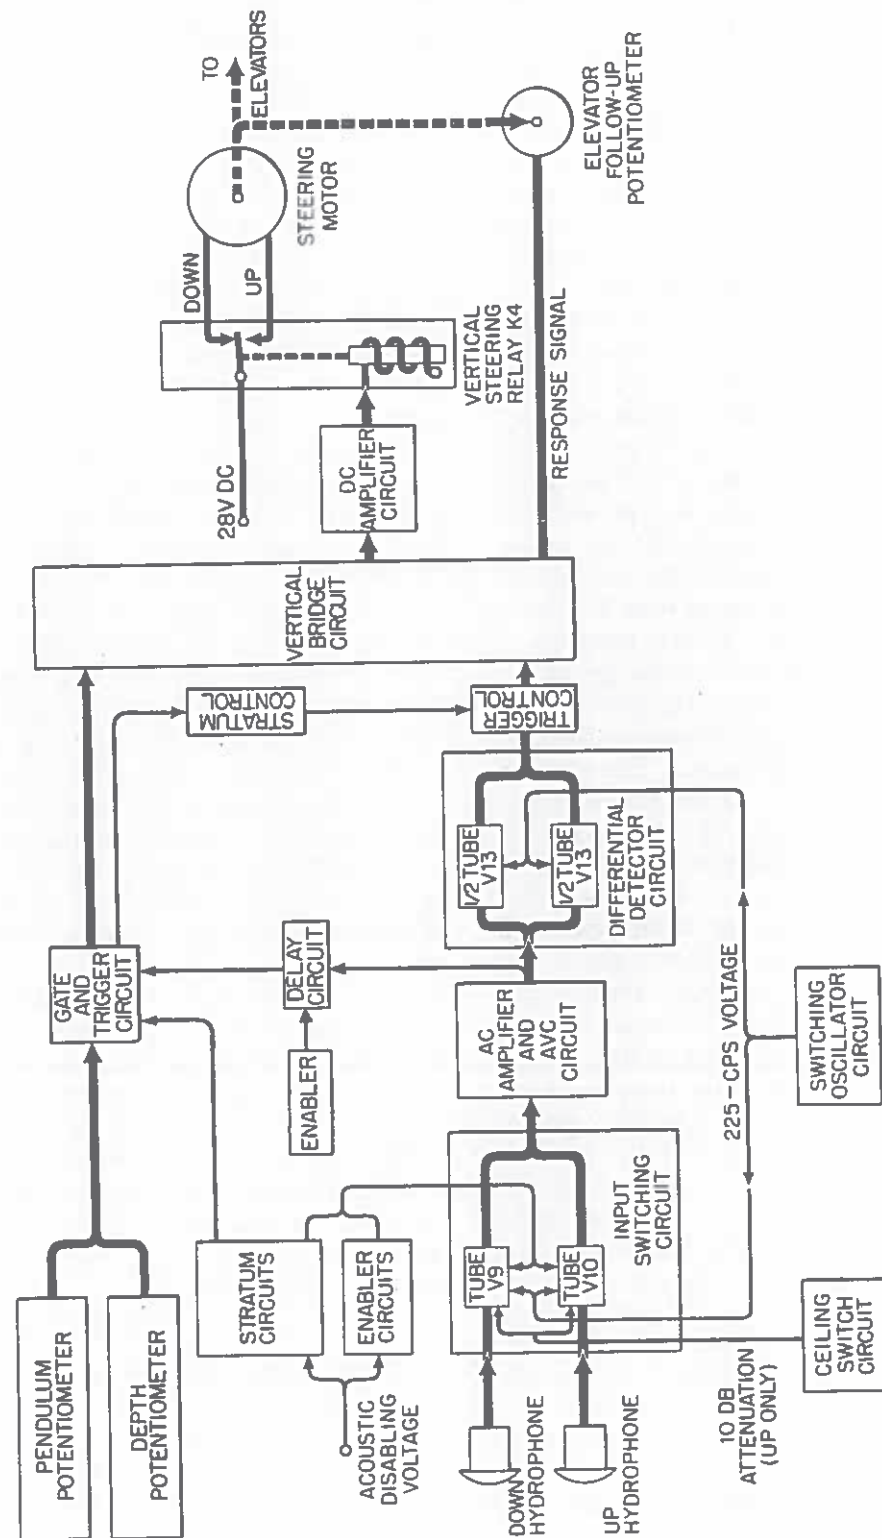 PENDULUM
POTENTIOMETER
DEPTH
POTENTIOMETER
GATE
AND
TRIGGER
CIRCUIT
STRATUM
CONTROL
VERTICAL
BRIDGE
CIRCUIT
28V DC
DC
AMPLIFIER
CIRCUIT
DOWN
UP
VERTICAL
STEERING
RELAY K4
STEERING
MOTOR
TO
ELEVATORS
ELEVATOR
FOLLOW-UP
POTENTIOMETER
RESPONSE SIGNAL
STRATUM
CIRCUITS
ENABLER
CIRCUITS
ACOUSTIC
DISABLING
VOLTAGE
ENABLER
DELAY
CIRCUIT
TRIGGER
CONTROL
DOWN
HYDROPHONE
UP
HYDROPHONE
TUBE
V9
TUBE
V10
INPUT
SWITCHING
CIRCUIT
AC
AMPLIFIER
AND
AVC
CIRCUIT
1/2 TUBE
V13
1/2 TUBE
V13
DIFFERENTIAL
DETECTOR
CIRCUIT
10 DB
ATTENUATION
(UP ONLY)
225-CPS VOLTAGE
CEILING
SWITCH
CIRCUIT
SWITCHING
OSCILLATOR
CIRCUIT